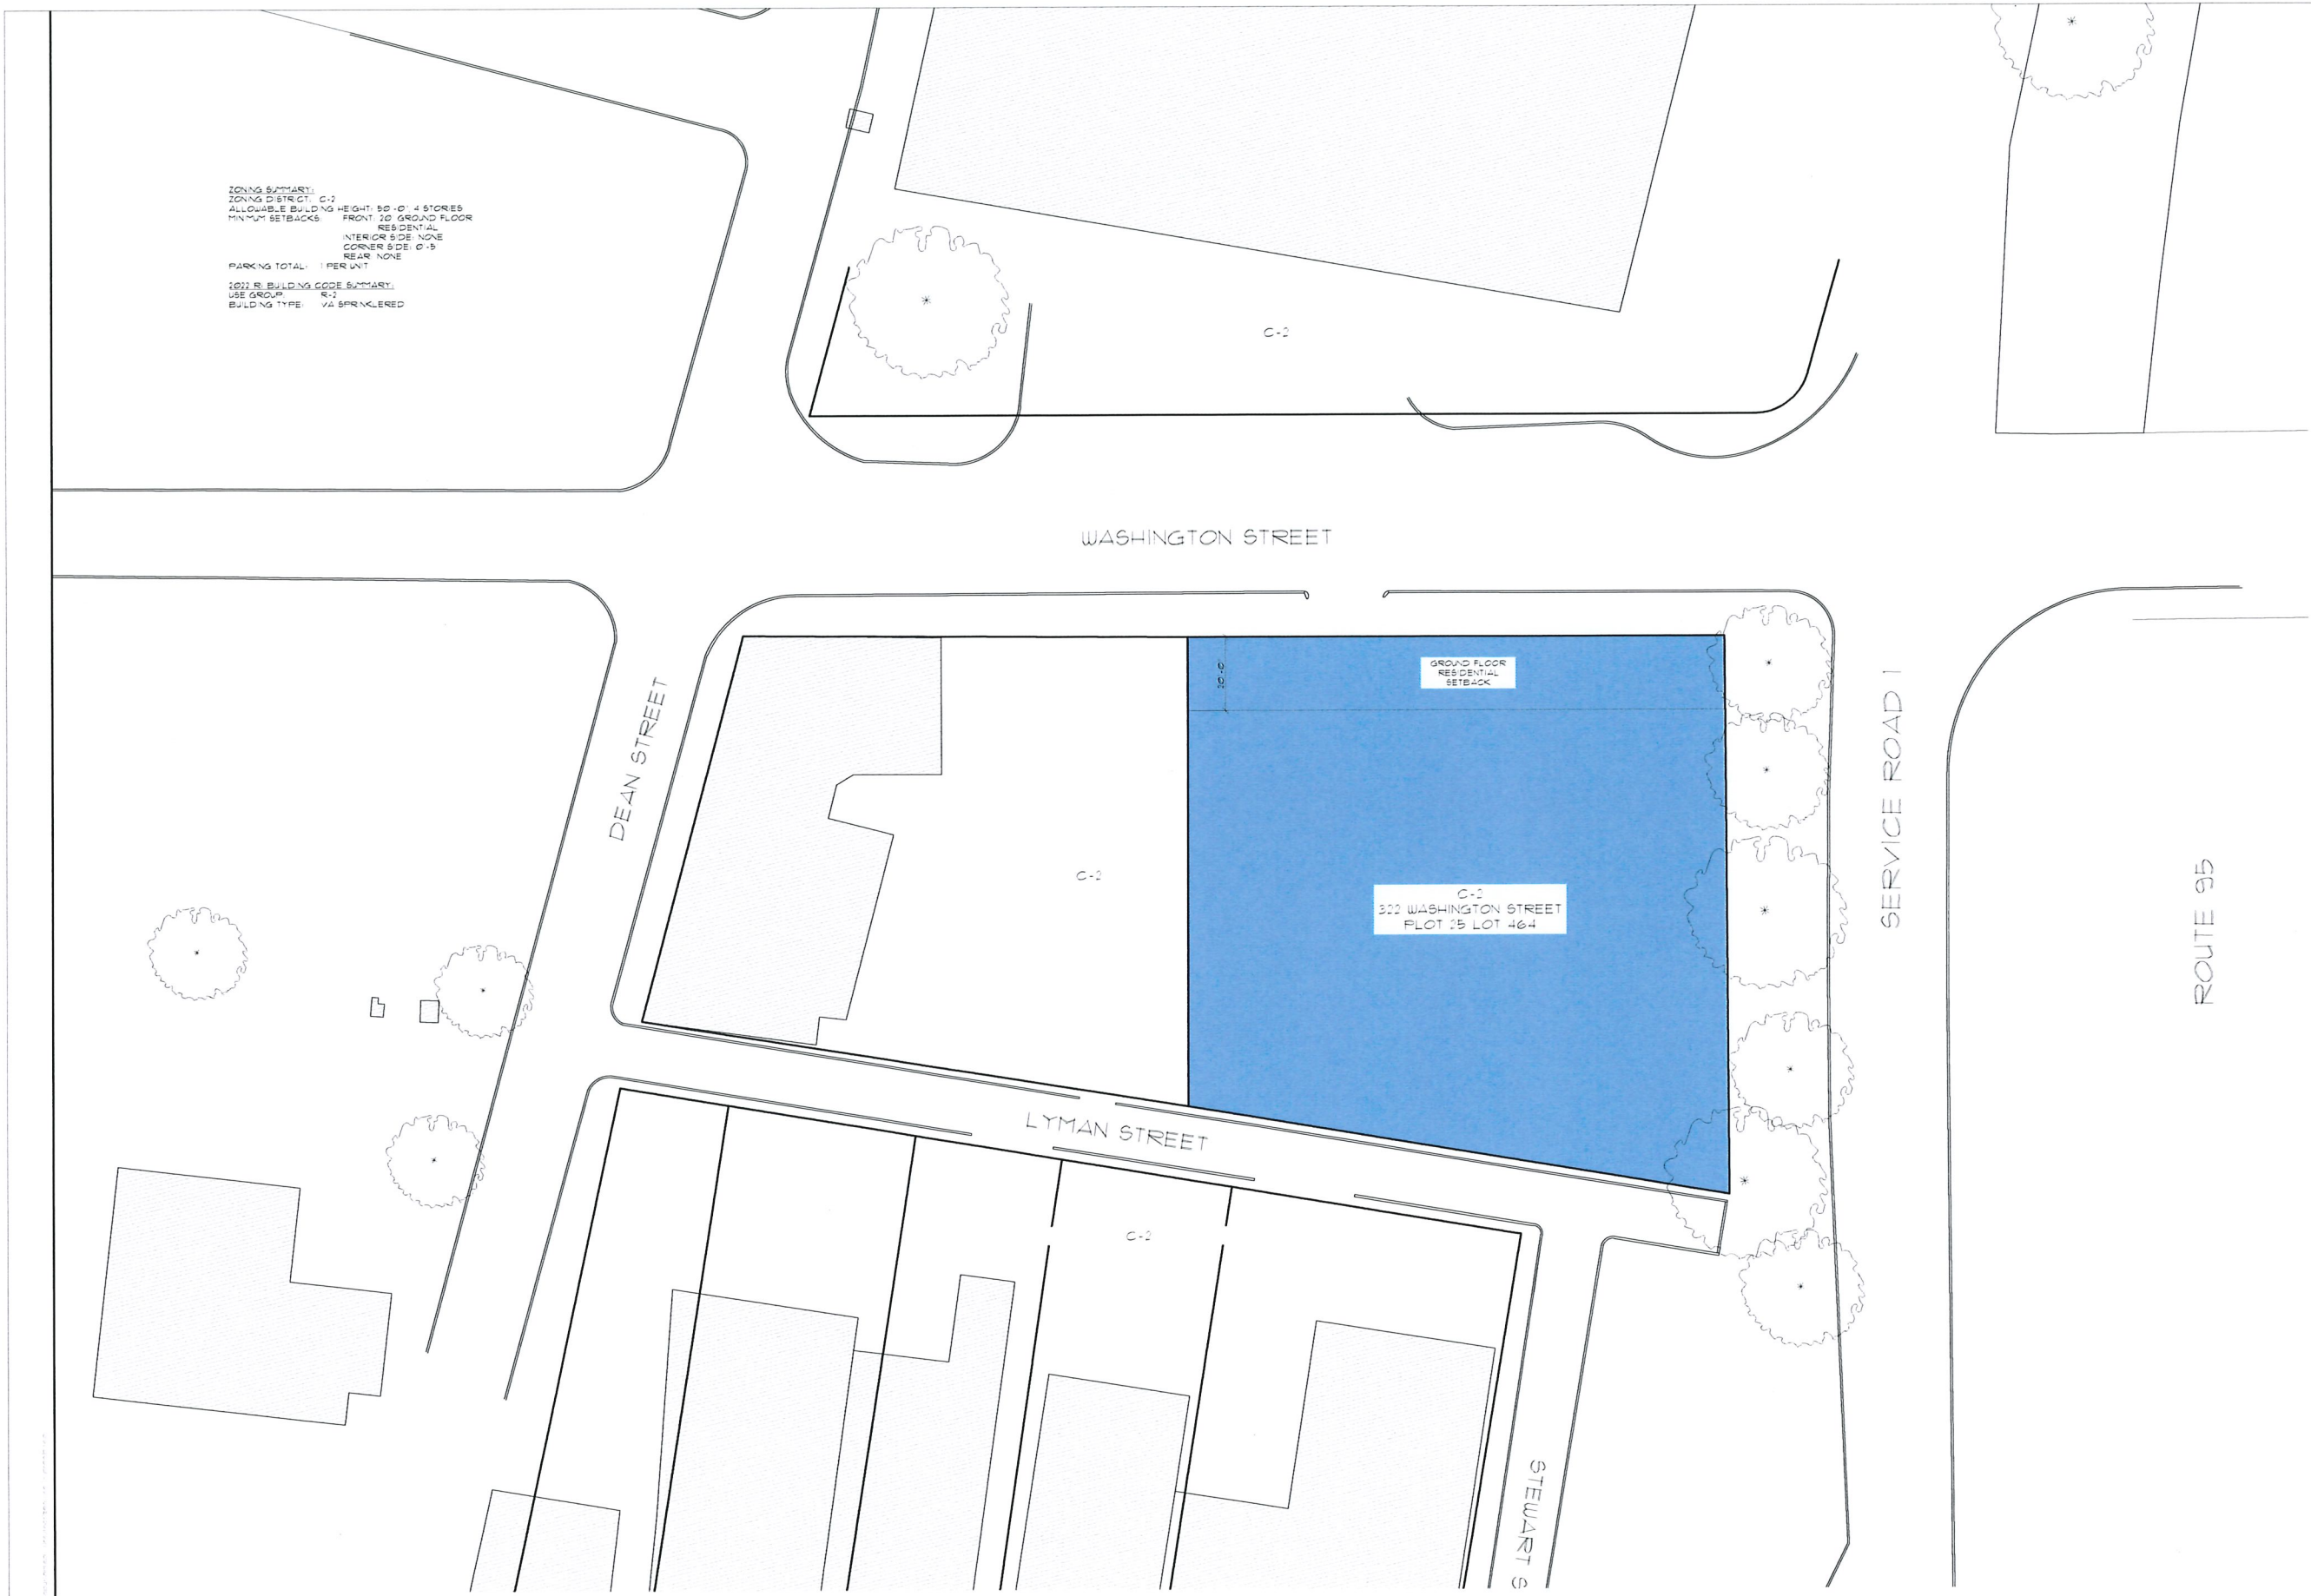 ZONING SUMMARY:
ZONING DISTRICT: C-2
ALLOWABLE BUILDING HEIGHT: 50'-0", 4 STORIES
MINIMUM SETBACKS: FRONT: 20' GROUND FLOOR
RESIDENTIAL
INTERIOR SIDE: NONE
CORNER SIDE: 0'-5'
REAR: NONE
PARKING TOTAL: 1 PER UNIT
2022 RI BUILDING CODE SUMMARY:
USE GROUP: R-2
BUILDING TYPE: VA SPRINKLERED
C-2
WASHINGTON STREET
20'-0"
GROUND FLOOR
RESIDENTIAL
SETBACK
DEAN STREET
SERVICE ROAD 1
C-2
C-2
322 WASHINGTON STREET
PLOT 25 LOT 464
ROUTE 95
LYMAN STREET
C-2
STEWART S